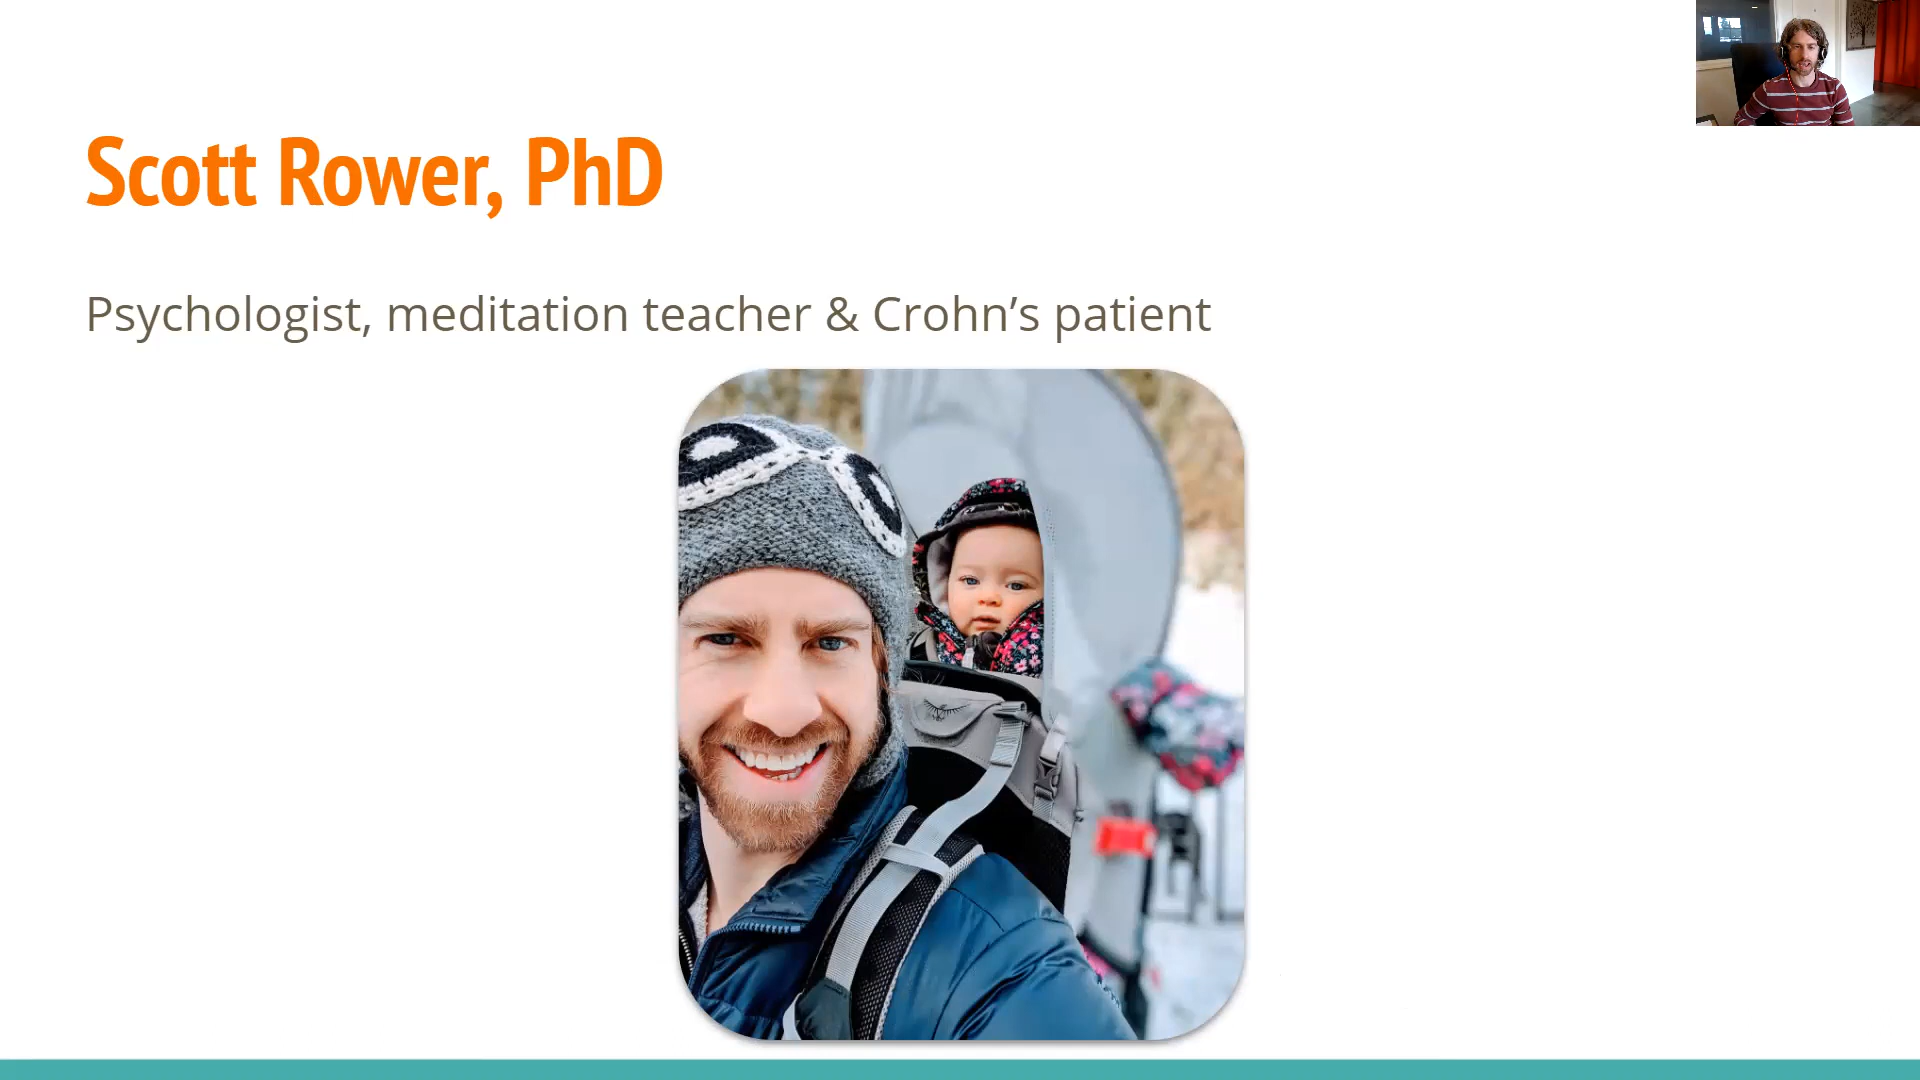 Scott Rower, PhD
Psychologist, meditation teacher & Crohn’s patient